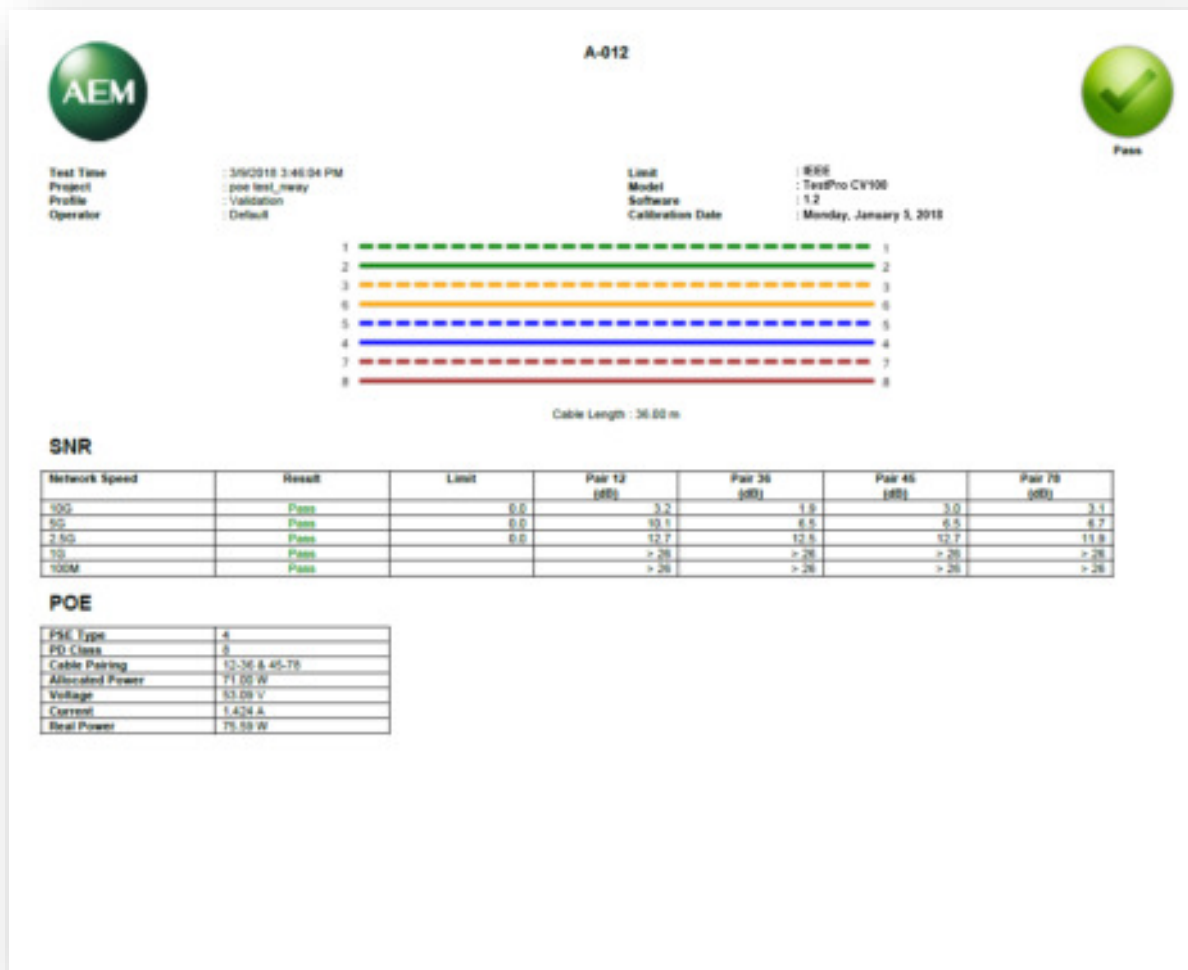 A-012
AEM
Pass
Test Time : 3/9/2018 3:46:04 PM Limit : IEEE
Project : poe test_nway Model : TestPro CV100
Profile : Validation Software : 1.2
Operator : Default Calibration Date : Monday, January 5, 2018
1 1
2 2
3 3
6 6
5 5
4 4
7 7
8 8
Cable Length : 36.00 m
SNR
Network Speed Result Limit Pair 12 (dB) Pair 36 (dB) Pair 45 (dB) Pair 78 (dB)
10G Pass 0.0 3.2 1.9 3.0 3.1
5G Pass 0.0 10.1 6.5 6.5 6.7
2.5G Pass 0.0 12.7 12.5 12.7 11.9
1G Pass > 26 > 26 > 26 > 26
100M Pass > 26 > 26 > 26 > 26
POE
PSE Type 4
PD Class 8
Cable Pairing 12-36 & 45-78
Allocated Power 71.00 W
Voltage 53.09 V
Current 1.424 A
Real Power 75.59 W